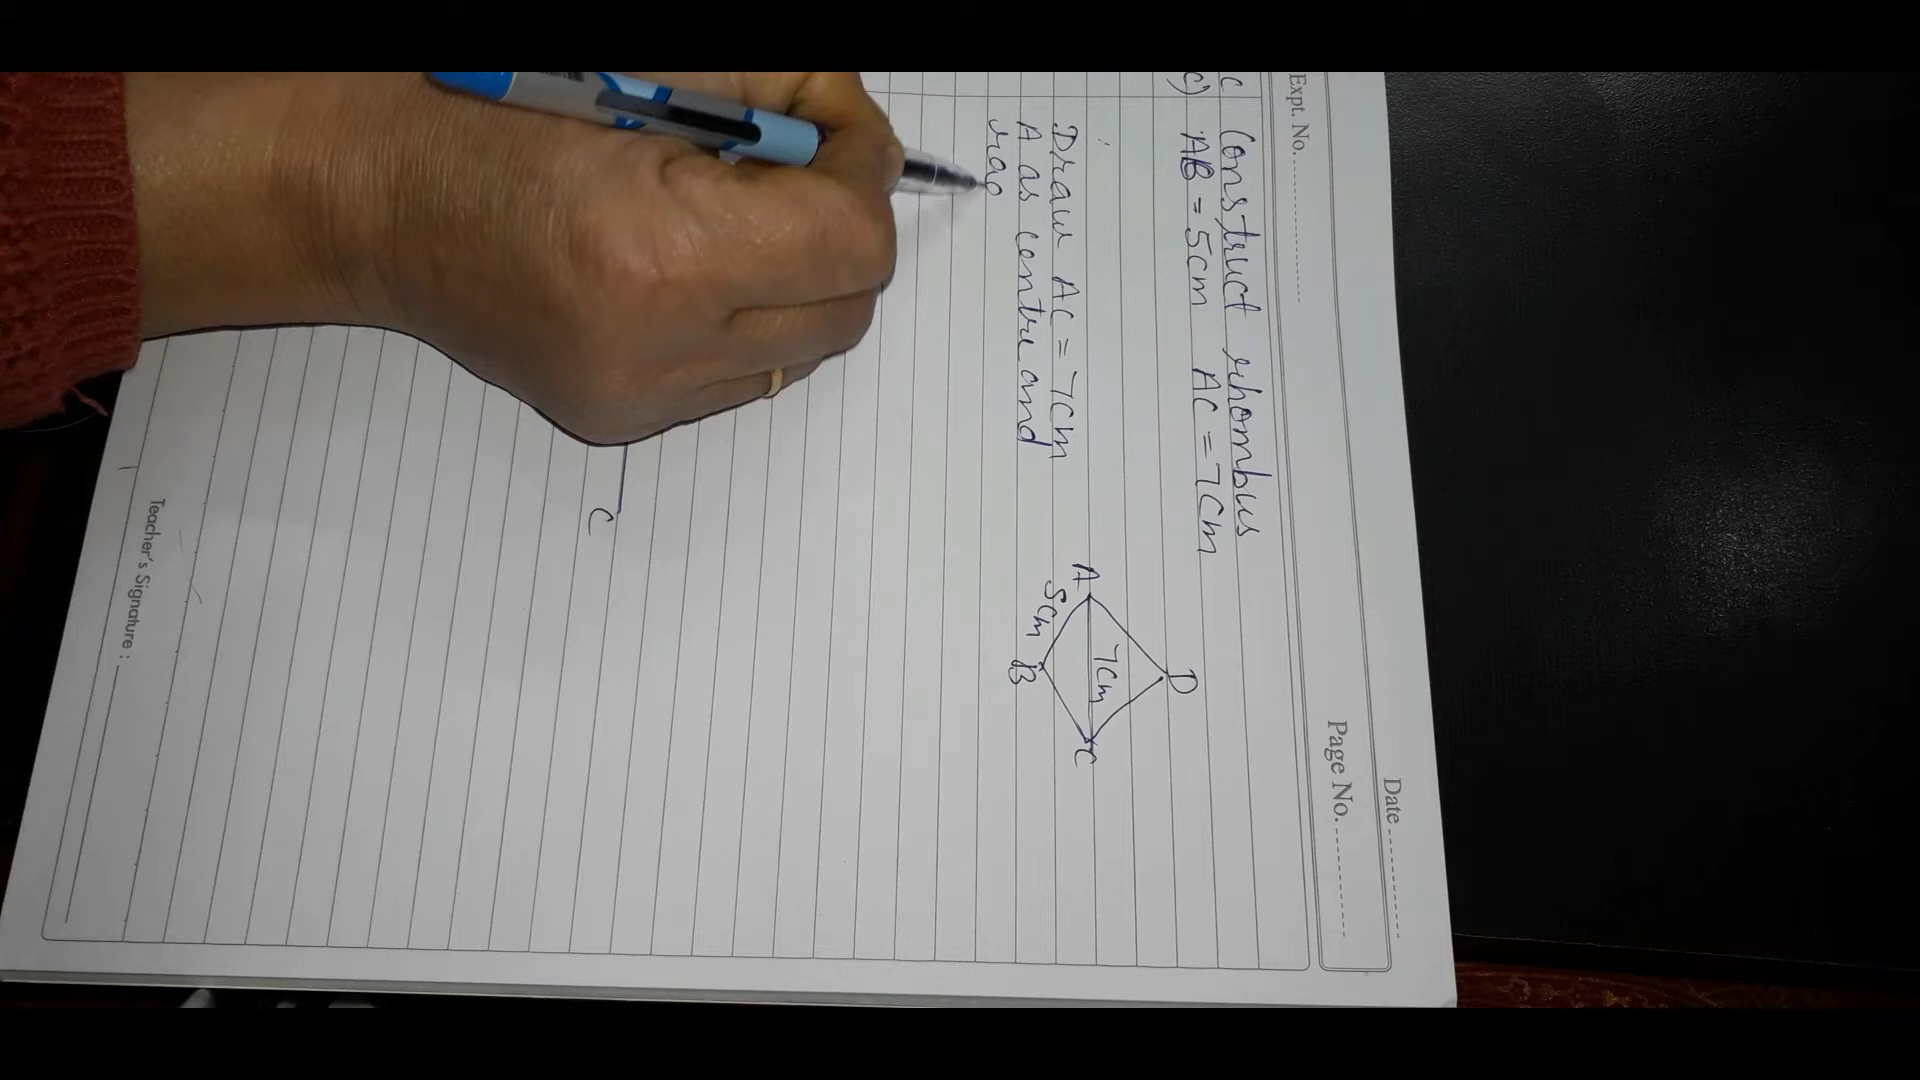 Date
Page No.
Expt. No.
c Construct rhombus
c) AB = 5cm AC = 7cm
D
A 7cm C
5cm B
Draw AC = 7cm
A as centre and
rad
C
Teacher's Signature :